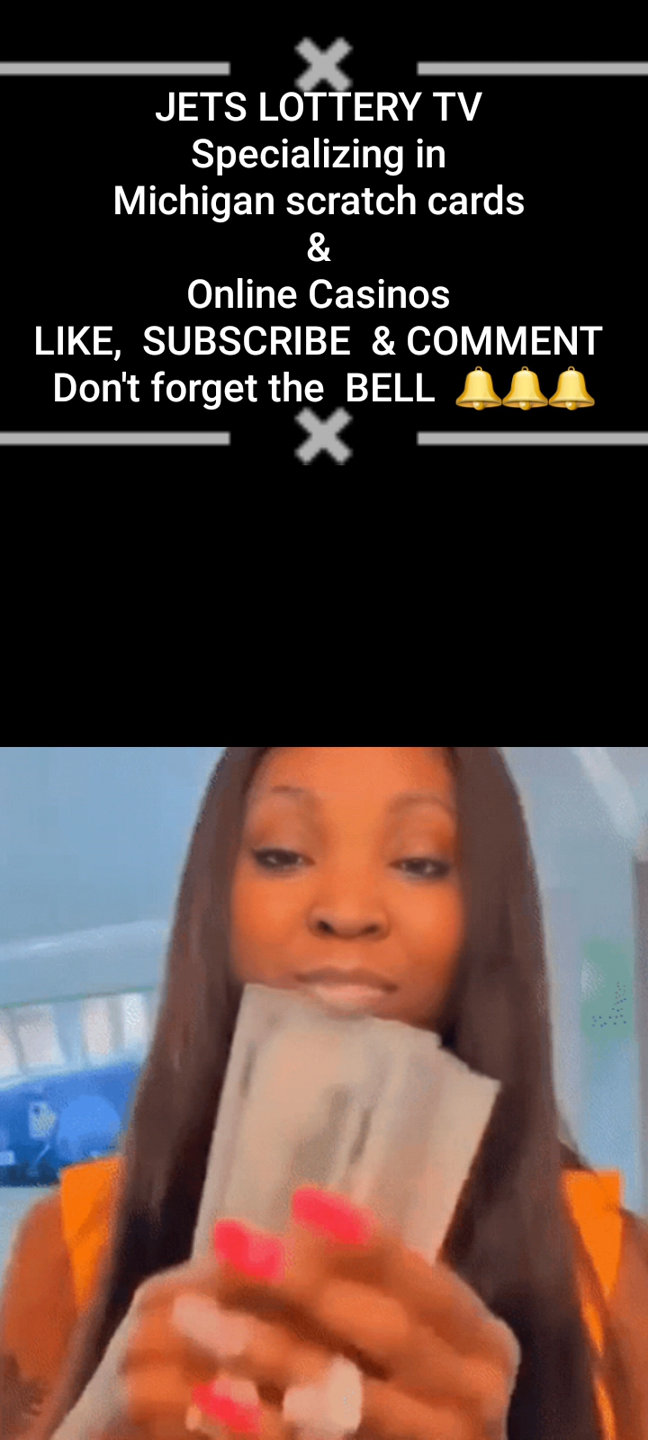 JETS LOTTERY TV
Specializing in
Michigan scratch cards
&
Online Casinos
LIKE, SUBSCRIBE & COMMENT
Don't forget the BELL 🔔🔔🔔